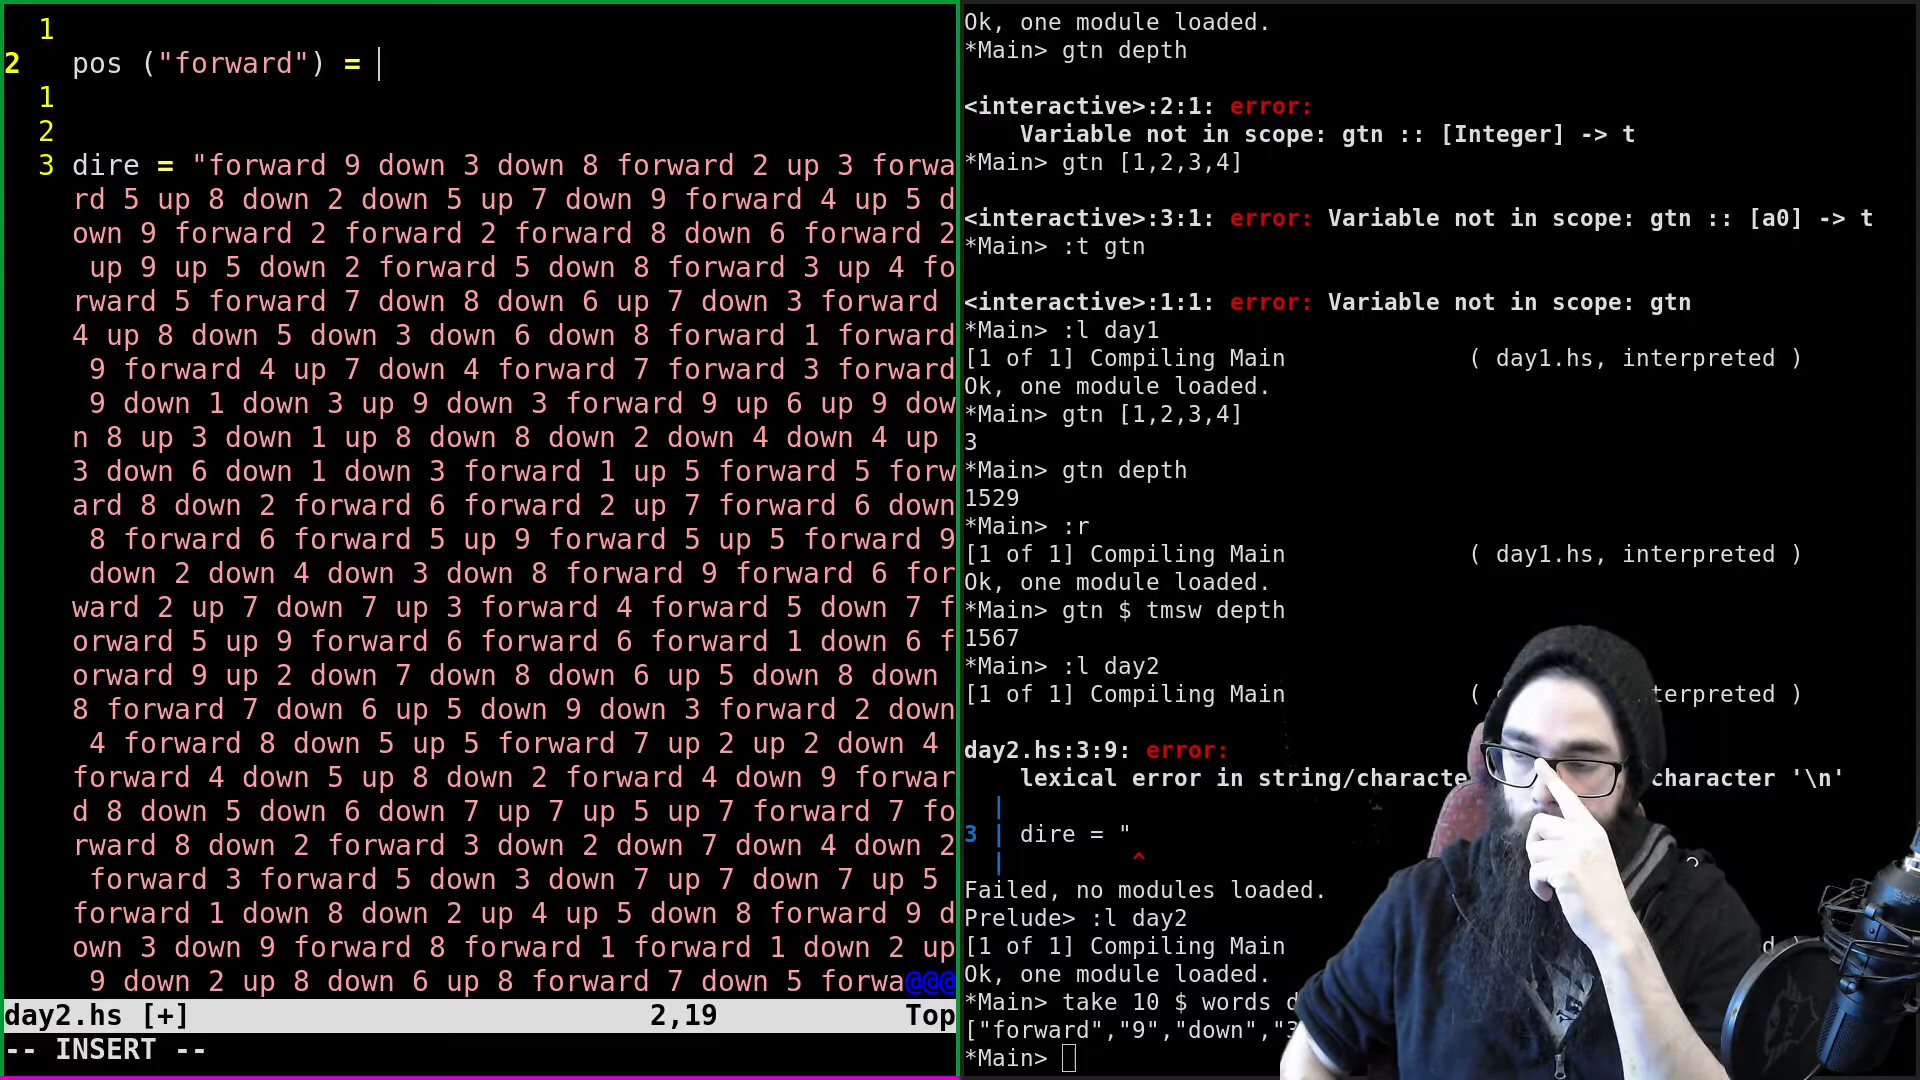 1
2 pos ("forward") =
1
2
3 dire = "forward 9 down 3 down 8 forward 2 up 3 forwa
rd 5 up 8 down 2 down 5 up 7 down 9 forward 4 up 5 d
own 9 forward 2 forward 2 forward 8 down 6 forward 2
up 9 up 5 down 2 forward 5 down 8 forward 3 up 4 fo
rward 5 forward 7 down 8 down 6 up 7 down 3 forward
4 up 8 down 5 down 3 down 6 down 8 forward 1 forward
9 forward 4 up 7 down 4 forward 7 forward 3 forward
9 down 1 down 3 up 9 down 3 forward 9 up 6 up 9 dow
n 8 up 3 down 1 up 8 down 8 down 2 down 4 down 4 up
3 down 6 down 1 down 3 forward 1 up 5 forward 5 forw
ard 8 down 2 forward 6 forward 2 up 7 forward 6 down
8 forward 6 forward 5 up 9 forward 5 up 5 forward 9
down 2 down 4 down 3 down 8 forward 9 forward 6 for
ward 2 up 7 down 7 up 3 forward 4 forward 5 down 7 f
orward 5 up 9 forward 6 forward 6 forward 1 down 6 f
orward 9 up 2 down 7 down 8 down 6 up 5 down 8 down
8 forward 7 down 6 up 5 down 9 down 3 forward 2 down
4 forward 8 down 5 up 5 forward 7 up 2 up 2 down 4
forward 4 down 5 up 8 down 2 forward 4 down 9 forwar
d 8 down 5 down 6 down 7 up 7 up 5 up 7 forward 7 fo
rward 8 down 2 forward 3 down 2 down 7 down 4 down 2
forward 3 forward 5 down 3 down 7 up 7 down 7 up 5
forward 1 down 8 down 2 up 4 up 5 down 8 forward 9 d
own 3 down 9 forward 8 forward 1 forward 1 down 2 up
9 down 2 up 8 down 6 up 8 forward 7 down 5 forwa@@@
day2.hs [+] 2,19 Top
-- INSERT --
Ok, one module loaded.
*Main> gtn depth
<interactive>:2:1: error:
Variable not in scope: gtn :: [Integer] -> t
*Main> gtn [1,2,3,4]
<interactive>:3:1: error: Variable not in scope: gtn :: [a0] -> t
*Main> :t gtn
<interactive>:1:1: error: Variable not in scope: gtn
*Main> :l day1
[1 of 1] Compiling Main ( day1.hs, interpreted )
Ok, one module loaded.
*Main> gtn [1,2,3,4]
3
*Main> gtn depth
1529
*Main> :r
[1 of 1] Compiling Main ( day1.hs, interpreted )
Ok, one module loaded.
*Main> gtn $ tmsw depth
1567
*Main> :l day2
[1 of 1] Compiling Main ( terpreted )
day2.hs:3:9: error:
lexical error in string/characte character '\n'
|
3 | dire = "
| ^
Failed, no modules loaded.
Prelude> :l day2
[1 of 1] Compiling Main
Ok, one module loaded.
*Main> take 10 $ words d
["forward","9","down","3
*Main>